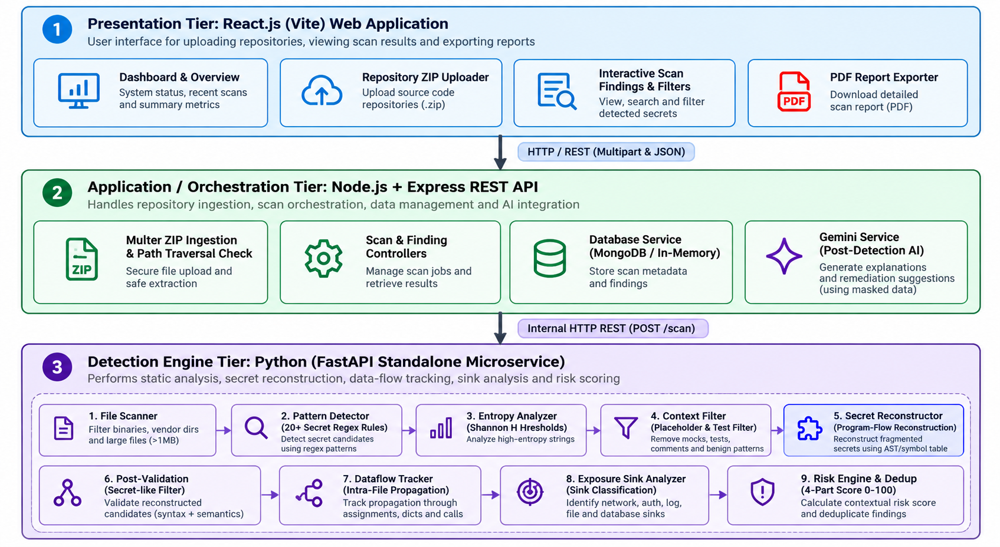 1
Presentation Tier: React.js (Vite) Web Application
User interface for uploading repositories, viewing scan results and exporting reports
Dashboard & Overview
System status, recent scans
and summary metrics
Repository ZIP Uploader
Upload source code
repositories (.zip)
Interactive Scan
Findings & Filters
View, search and filter
detected secrets
PDF
PDF Report Exporter
Download detailed
scan report (PDF)
HTTP / REST (Multipart & JSON)
2
Application / Orchestration Tier: Node.js + Express REST API
Handles repository ingestion, scan orchestration, data management and AI integration
ZIP
Multer ZIP Ingestion
& Path Traversal Check
Secure file upload and
safe extraction
Scan & Finding
Controllers
Manage scan jobs and
retrieve results
Database Service
(MongoDB / In-Memory)
Store scan metadata
and findings
Gemini Service
(Post-Detection AI)
Generate explanations
and remediation suggestions
(using masked data)
Internal HTTP REST (POST /scan)
3
Detection Engine Tier: Python (FastAPI Standalone Microservice)
Performs static analysis, secret reconstruction, data-flow tracking, sink analysis and risk scoring
1. File Scanner
Filter binaries, vendor dirs
and large files (>1MB)
2. Pattern Detector
(20+ Secret Regex Rules)
Detect secret candidates
using regex patterns
3. Entropy Analyzer
(Shannon H Hresholds)
Analyze high-entropy strings
4. Context Filter
(Placeholder & Test Filter)
Remove mocks, tests,
comments and benign patterns
5. Secret Reconstructor
(Program-Flow Reconstruction)
Reconstruct fragmented
secrets using AST/symbol table
6. Post-Validation
(Secret-like Filter)
Validate reconstructed
candidates (syntax + semantics)
7. Dataflow Tracker
(Intra-File Propagation)
Track propagation through
assignments, dicts and calls
8. Exposure Sink Analyzer
(Sink Classification)
Identify network, auth, log,
file and database sinks
9. Risk Engine & Dedup
(4-Part Score 0-100)
Calculate contextual risk score
and deduplicate findings